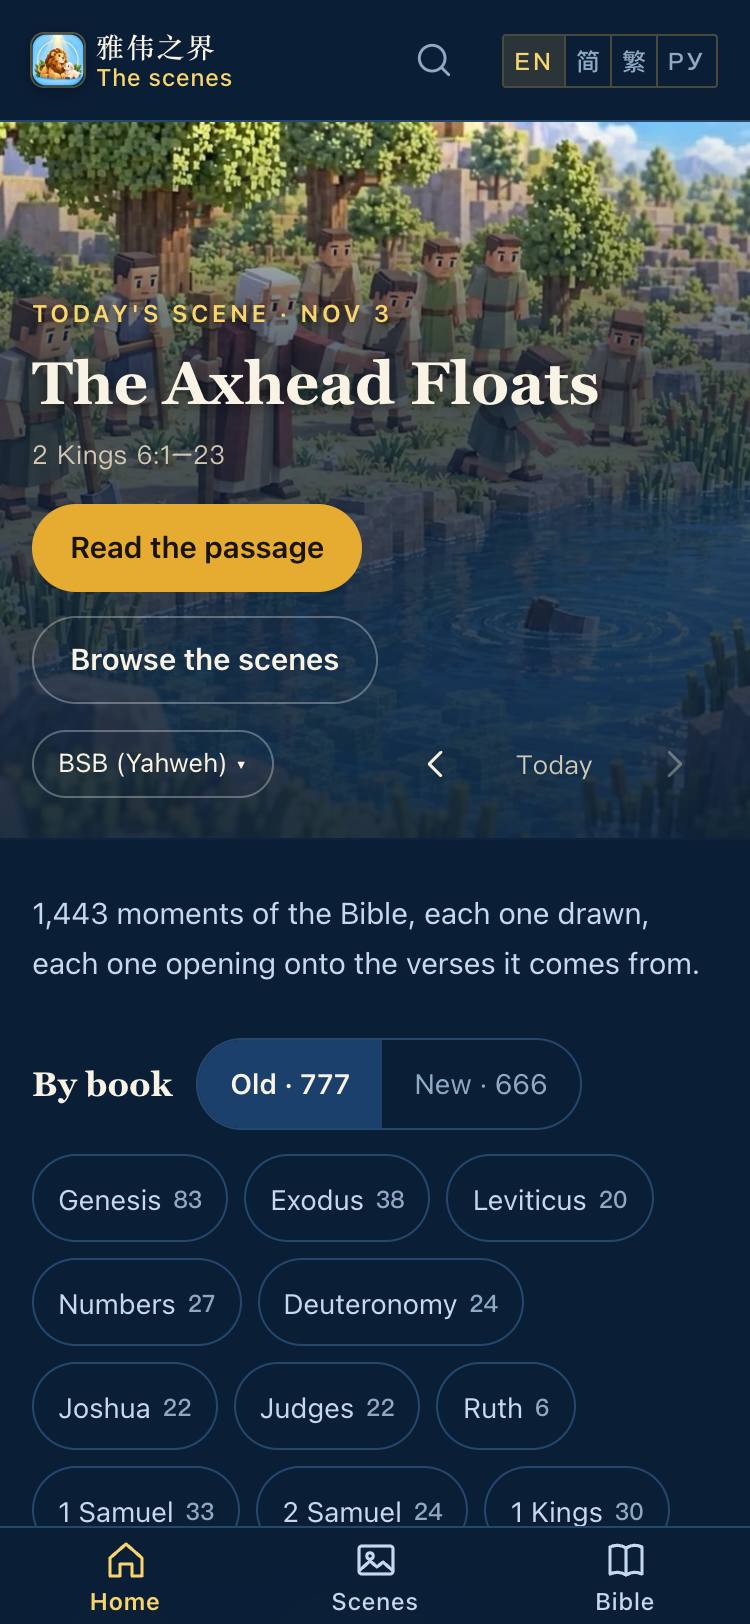 雅伟之界
The scenes
EN 简 繁 РУ
TODAY'S SCENE · NOV 3
The Axhead Floats
2 Kings 6:1–23
Read the passage
Browse the scenes
BSB (Yahweh) ▾
Today
1,443 moments of the Bible, each one drawn,
each one opening onto the verses it comes from.
By book
Old · 777
New · 666
Genesis 83
Exodus 38
Leviticus 20
Numbers 27
Deuteronomy 24
Joshua 22
Judges 22
Ruth 6
1 Samuel 33
2 Samuel 24
1 Kings 30
Home
Scenes
Bible